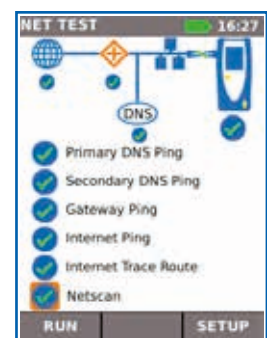 NET TEST 16:27
DNS
Primary DNS Ping
Secondary DNS Ping
Gateway Ping
Internet Ping
Internet Trace Route
Netscan
RUN SETUP